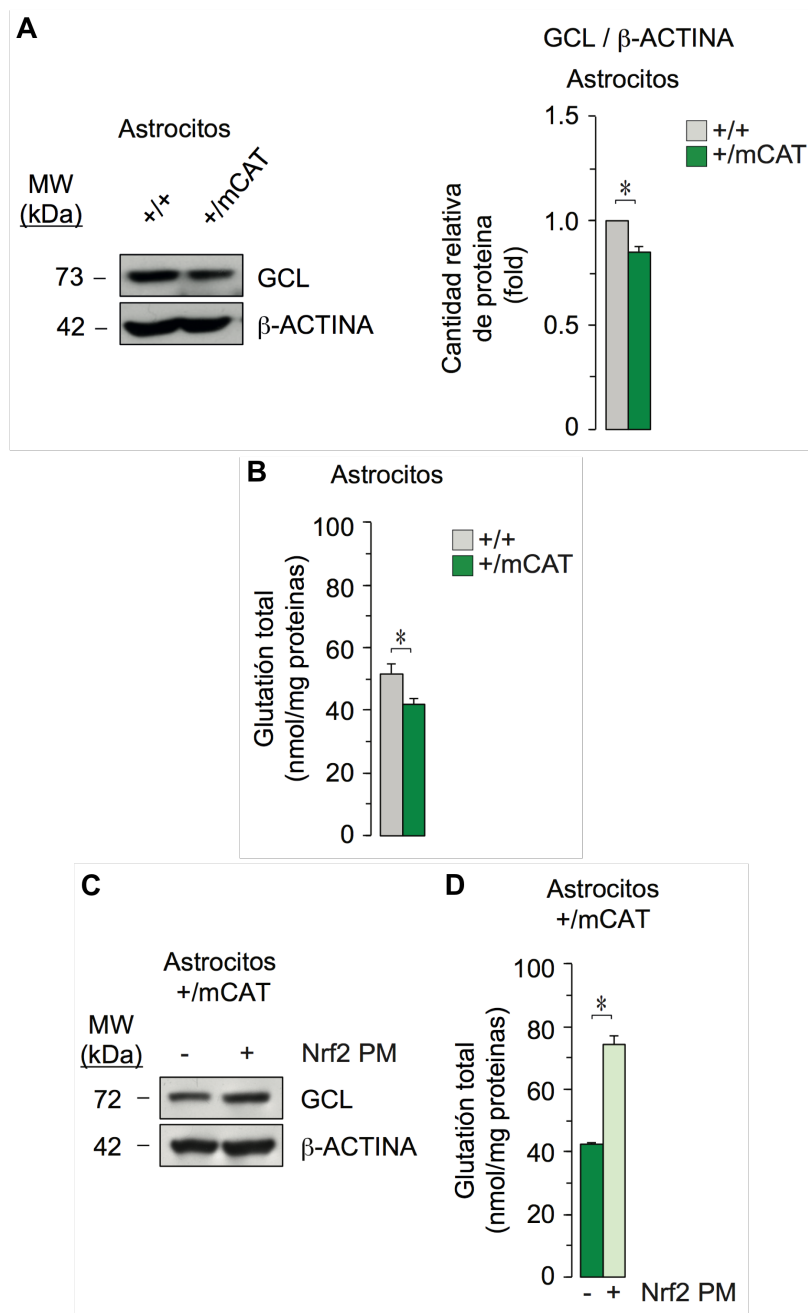 A
GCL / β-ACTINA
Astrocitos
+/+
+/mCAT
Cantidad relativa
de proteina
(fold)
1.5
1.0
0.5
0
*
Astrocitos
MW
(kDa)
+/+
+/mCAT
73 –
GCL
42 –
β-ACTINA
B
Astrocitos
+/+
+/mCAT
Glutatión total
(nmol/mg proteinas)
100
80
60
40
20
0
*
C
Astrocitos
+/mCAT
MW
(kDa)
- + Nrf2 PM
72 –
GCL
42 –
β-ACTINA
D
Astrocitos
+/mCAT
Glutatión total
(nmol/mg proteinas)
100
80
60
40
20
0
*
- + Nrf2 PM